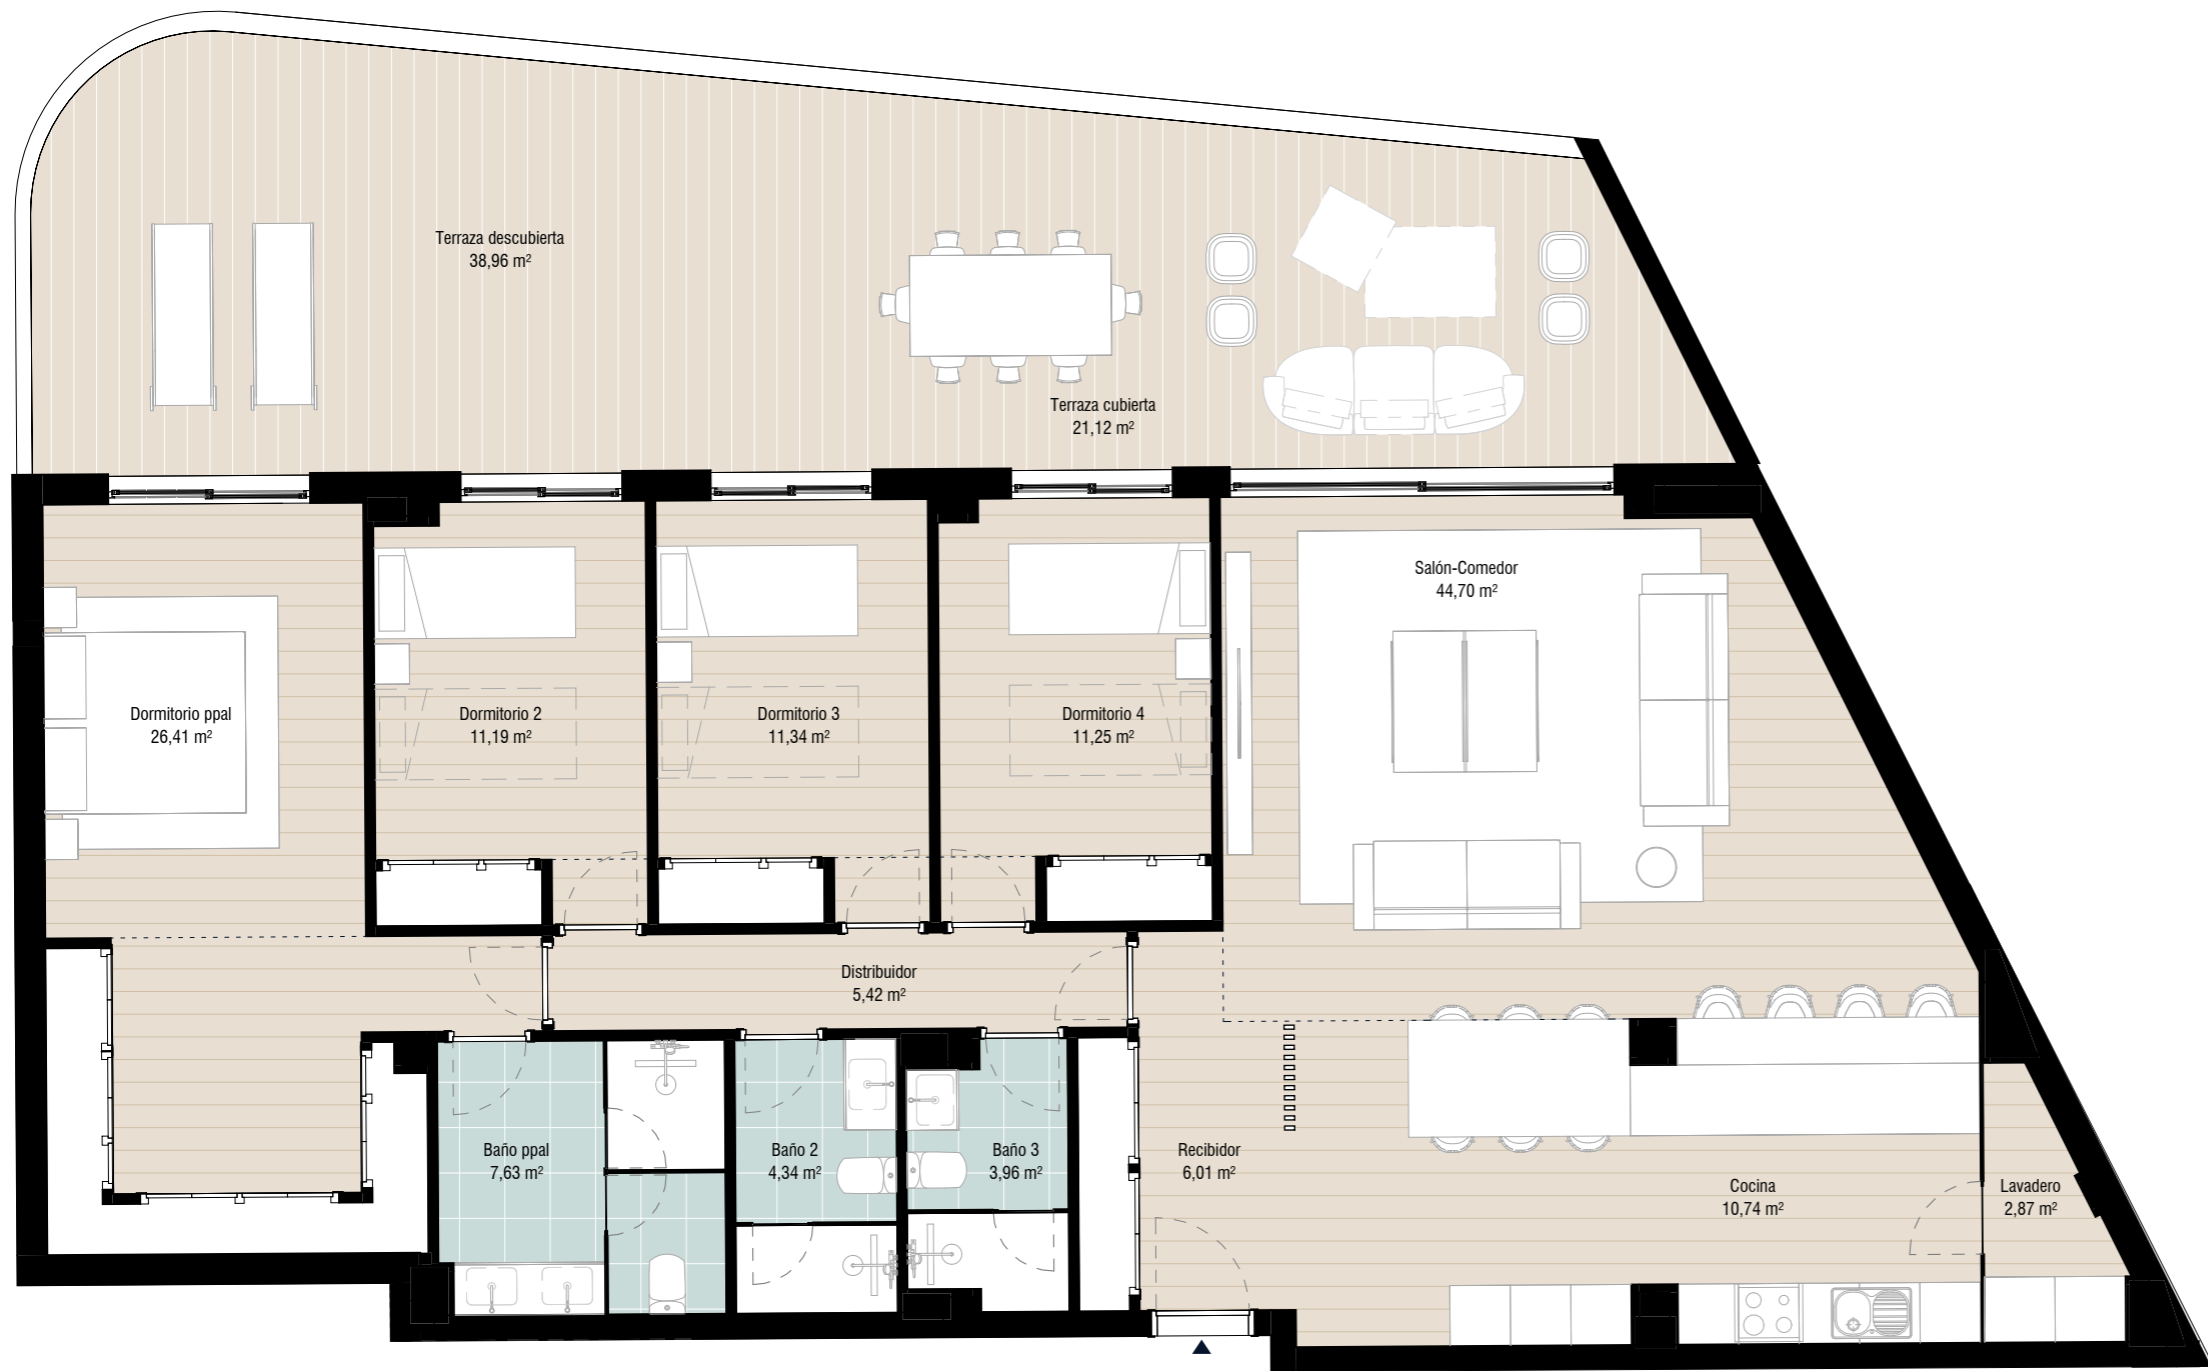 Terraza descubierta
38,96 m²
Terraza cubierta
21,12 m²
Salón-Comedor
44,70 m²
Dormitorio ppal
26,41 m²
Dormitorio 2
11,19 m²
Dormitorio 3
11,34 m²
Dormitorio 4
11,25 m²
Distribuidor
5,42 m²
Baño ppal
7,63 m²
Baño 2
4,34 m²
Baño 3
3,96 m²
Recibidor
6,01 m²
Cocina
10,74 m²
Lavadero
2,87 m²